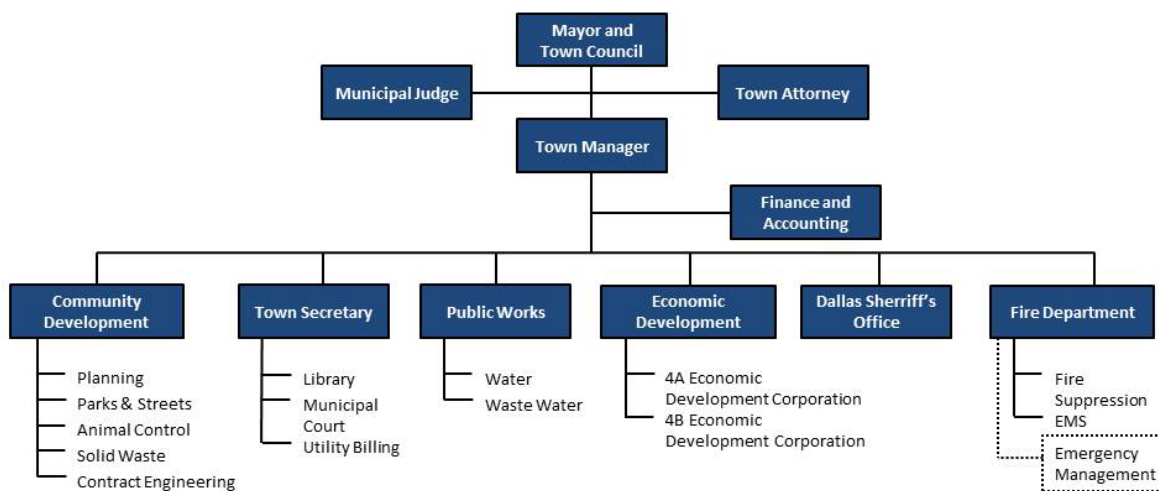 Mayor and
Town Council
Municipal Judge
Town Attorney
Town Manager
Finance and
Accounting
Community
Development
Town Secretary
Public Works
Economic
Development
Dallas Sherriff's
Office
Fire Department
Planning
Parks & Streets
Animal Control
Solid Waste
Contract Engineering
Library
Municipal
Court
Utility Billing
Water
Waste Water
4A Economic
Development Corporation
4B Economic
Development Corporation
Fire
Suppression
EMS
Emergency
Management